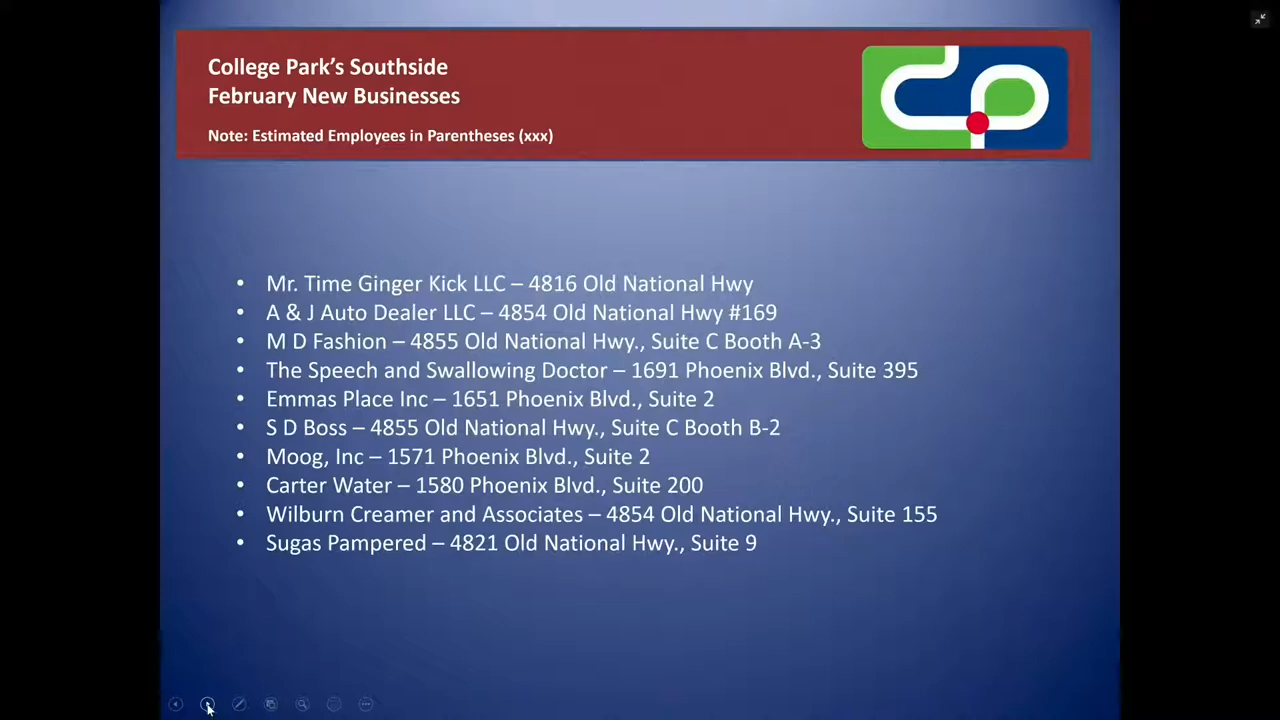 College Park’s Southside
February New Businesses
Note: Estimated Employees in Parentheses (xxx)
cp
• Mr. Time Ginger Kick LLC – 4816 Old National Hwy
• A & J Auto Dealer LLC – 4854 Old National Hwy #169
• M D Fashion – 4855 Old National Hwy., Suite C Booth A-3
• The Speech and Swallowing Doctor – 1691 Phoenix Blvd., Suite 395
• Emmas Place Inc – 1651 Phoenix Blvd., Suite 2
• S D Boss – 4855 Old National Hwy., Suite C Booth B-2
• Moog, Inc – 1571 Phoenix Blvd., Suite 2
• Carter Water – 1580 Phoenix Blvd., Suite 200
• Wilburn Creamer and Associates – 4854 Old National Hwy., Suite 155
• Sugas Pampered – 4821 Old National Hwy., Suite 9